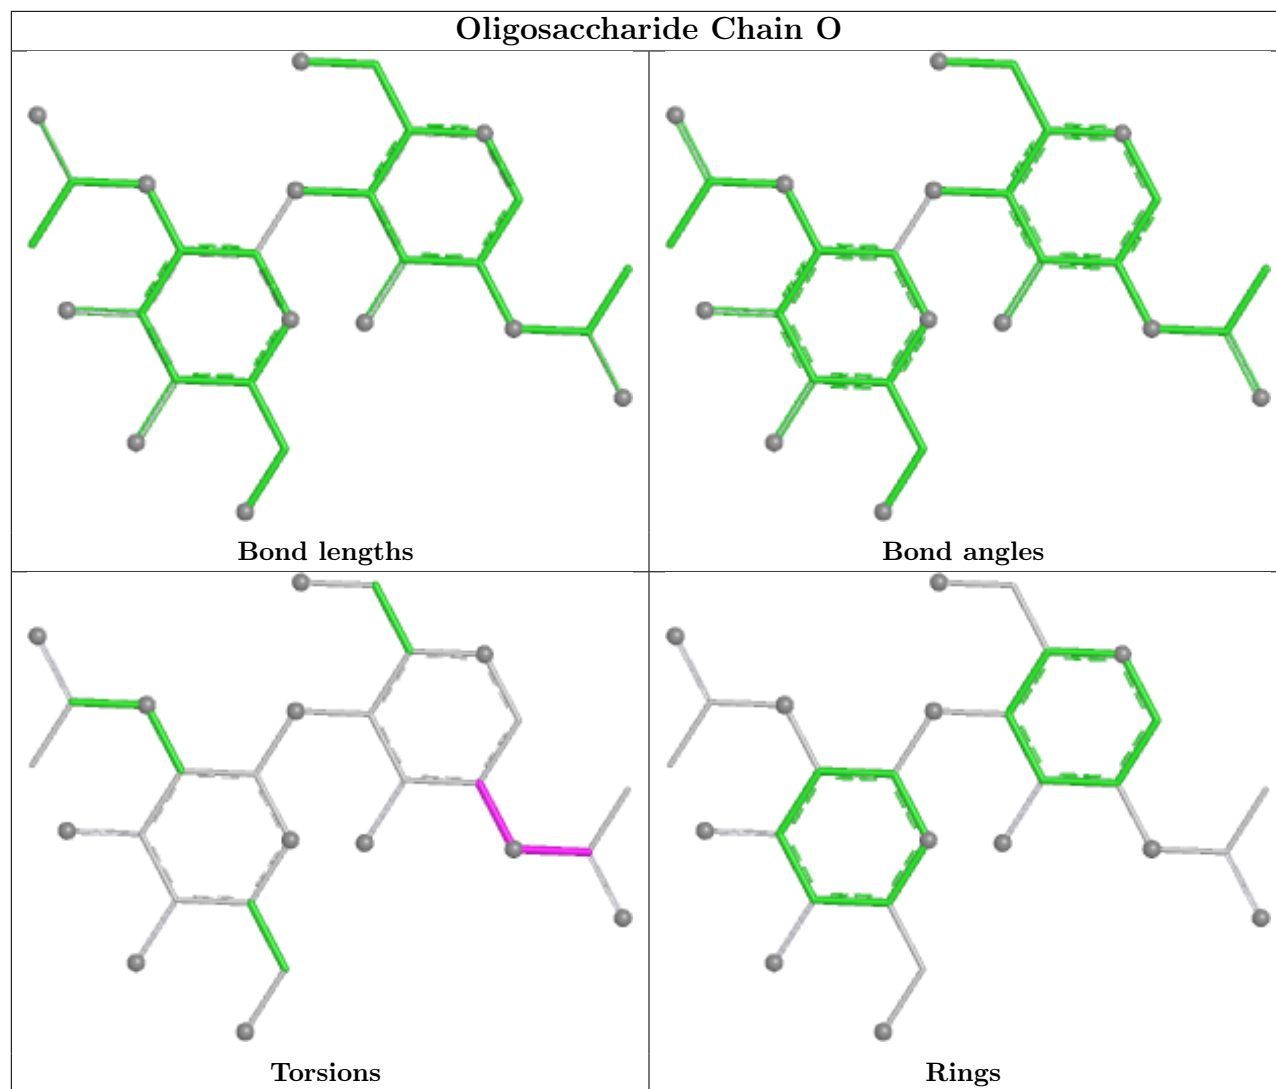 Oligosaccharide Chain O
Bond lengths
Bond angles
Torsions
Rings